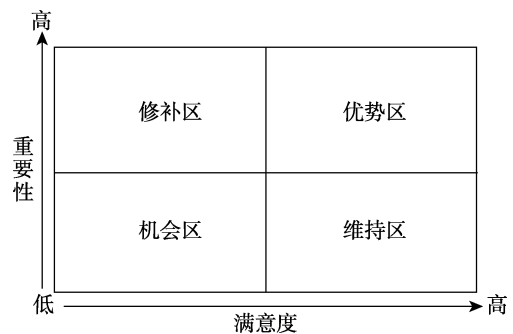 高
修补区 优势区
重要性
机会区 维持区
低 高
满意度